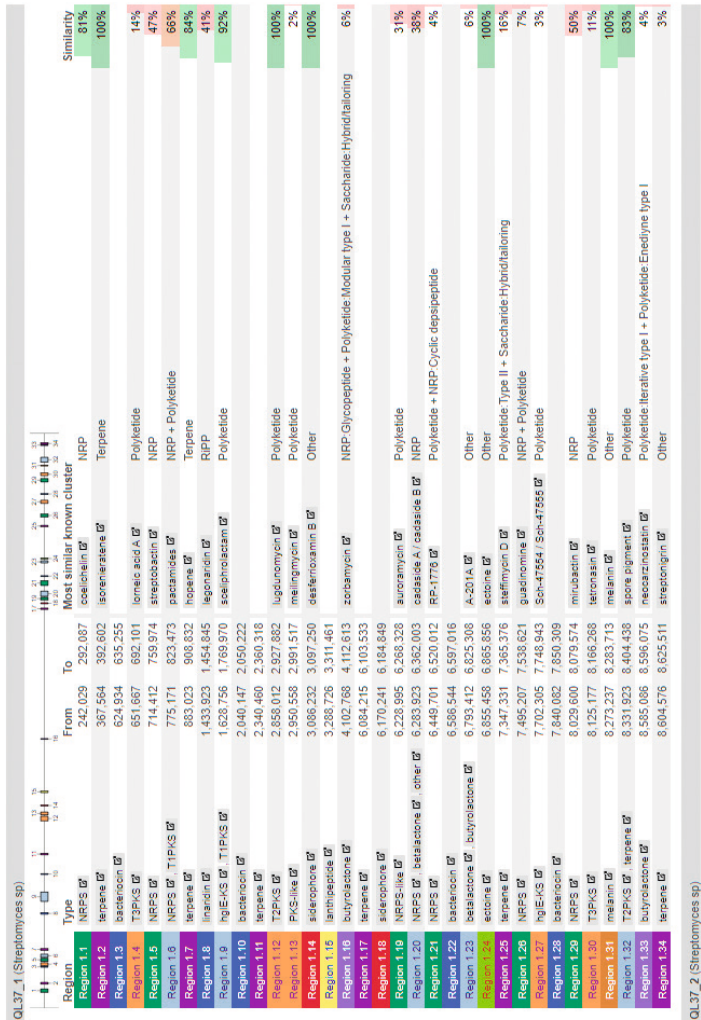 QL37_1 (Streptomyces sp)
Region Type From To Most similar known cluster Similarity
Region 1.1 NRPS 242,029 292,087 coelichelin NRP 81%
Region 1.2 terpene 367,564 392,602 isorenieratene Terpene 100%
Region 1.3 bacteriocin 624,934 635,255
Region 1.4 T3PKS 651,667 692,101 lorneic acid A Polyketide 14%
Region 1.5 NRPS 714,412 759,974 streptobactin NRP 47%
Region 1.6 NRPS , T1PKS 775,171 823,473 pactamides NRP + Polyketide 66%
Region 1.7 terpene 883,023 908,832 hopene Terpene 84%
Region 1.8 linaridin 1,433,923 1,454,845 legonaridin RiPP 41%
Region 1.9 hglE-KS , T1PKS 1,628,756 1,769,970 sceliphrolactam Polyketide 92%
Region 1.10 bacteriocin 2,040,147 2,050,222
Region 1.11 terpene 2,340,460 2,360,318
Region 1.12 T2PKS 2,858,012 2,927,882 lugdunomycin Polyketide 100%
Region 1.13 PKS-like 2,950,558 2,991,517 meilingmycin Polyketide 2%
Region 1.14 siderophore 3,086,232 3,097,250 desferrioxamin B Other 100%
Region 1.15 lanthipeptide 3,288,726 3,311,461
Region 1.16 butyrolactone 4,102,768 4,112,613 zorbamycin NRP:Glycopeptide + Polyketide:Modular type I + Saccharide:Hybrid/tailoring 6%
Region 1.17 terpene 6,084,215 6,103,533
Region 1.18 siderophore 6,170,241 6,184,849
Region 1.19 NRPS-like 6,228,995 6,268,328 auroramycin Polyketide 31%
Region 1.20 NRPS , betalactone , other 6,283,923 6,362,003 cadaside A / cadaside B NRP 38%
Region 1.21 NRPS 6,449,701 6,520,012 RP-1776 Polyketide + NRP:Cyclic depsipeptide 4%
Region 1.22 bacteriocin 6,586,544 6,597,016
Region 1.23 betalactone , butyrolactone 6,793,412 6,825,308 A-201A Other 6%
Region 1.24 ectoine 6,855,458 6,865,856 ectoine Other 100%
Region 1.25 terpene 7,347,331 7,365,376 steffimycin D Polyketide:Type II + Saccharide:Hybrid/tailoring 16%
Region 1.26 NRPS 7,495,207 7,538,621 guadinomine NRP + Polyketide 7%
Region 1.27 hglE-KS 7,702,305 7,748,943 Sch-47554 / Sch-47555 Polyketide 3%
Region 1.28 bacteriocin 7,840,082 7,850,309
Region 1.29 NRPS 8,029,600 8,079,574 mirubactin NRP 50%
Region 1.30 T3PKS 8,125,177 8,166,268 tetronasin Polyketide 11%
Region 1.31 melanin 8,273,237 8,283,713 melanin Other 100%
Region 1.32 T2PKS , terpene 8,331,923 8,404,438 spore pigment Polyketide 83%
Region 1.33 butyrolactone 8,585,086 8,596,075 neocarzinostatin Polyketide:Iterative type I + Polyketide:Enediyne type I 4%
Region 1.34 terpene 8,604,576 8,625,511 streptonigrin Other 3%
QL37_2 (Streptomyces sp)